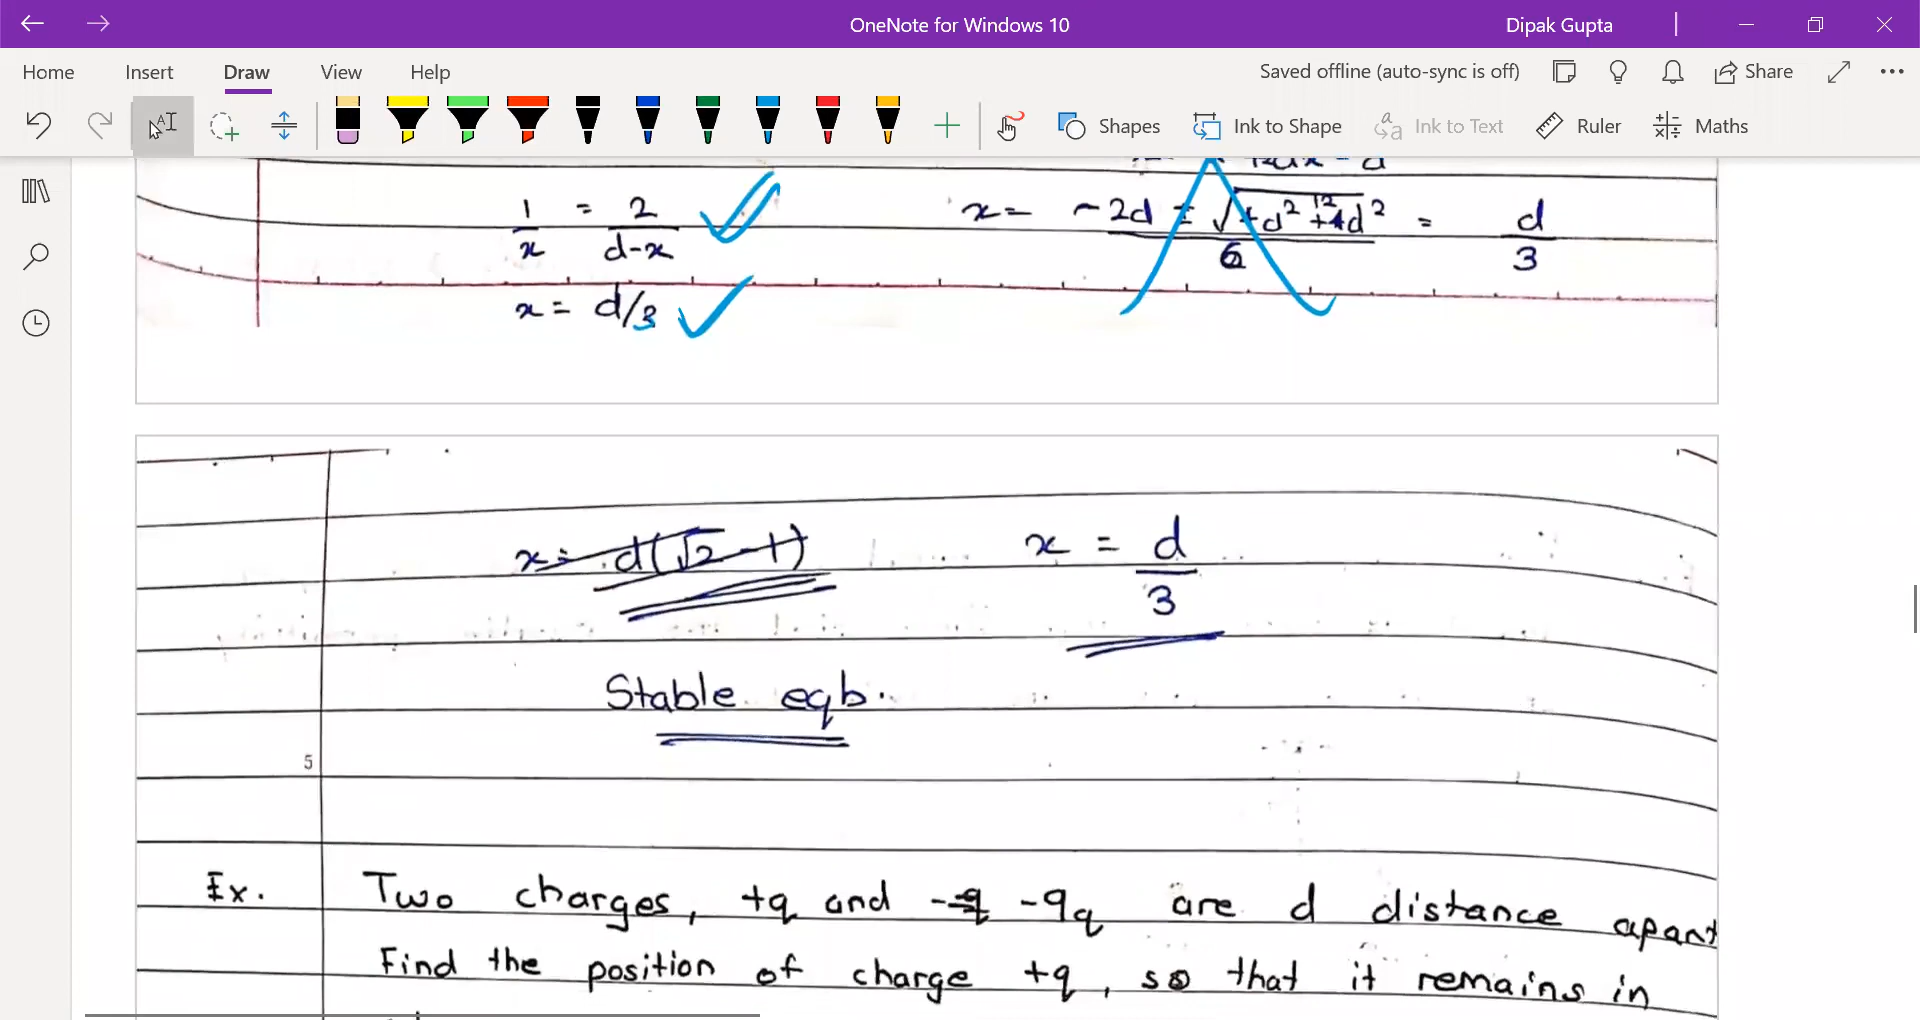 OneNote for Windows 10
Dipak Gupta
Home Insert Draw View Help
Saved offline (auto-sync is off) Share
Shapes Ink to Shape Ink to Text Ruler Maths
1/x = 2/(d-x)
x = (-2d ± √(4d² + 12d²))/6 = d/3
x = d/3
x = d(√2 - 1) x = d/3
Stable eqb.
5
Ex. Two charges, +q and -9q are d distance apart
Find the position of charge +q, so that it remains in